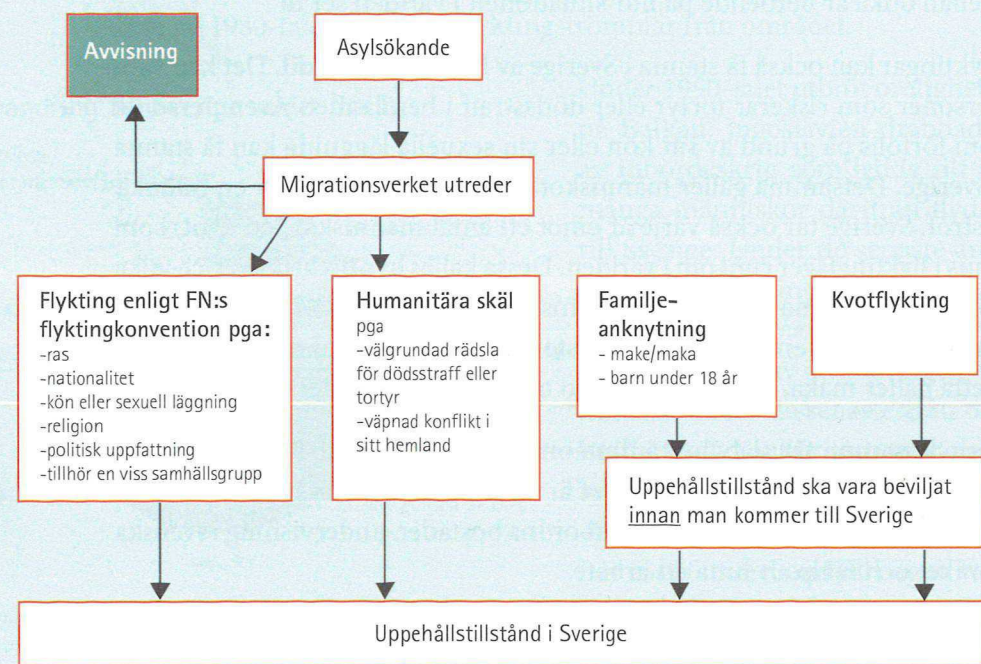 Avvisning
Asylsökande
Migrationsverket utreder
Flykting enligt FN:s
flyktingkonvention pga:
-ras
-nationalitet
-kön eller sexuell läggning
-religion
-politisk uppfattning
-tillhör en viss samhällsgrupp
Humanitära skäl
pga
-välgrundad rädsla
för dödsstraff eller
tortyr
-väpnad konflikt i
sitt hemland
Familje-
anknytning
- make/maka
- barn under 18 år
Kvotflykting
Uppehållstillstånd ska vara beviljat
innan man kommer till Sverige
Uppehållstillstånd i Sverige